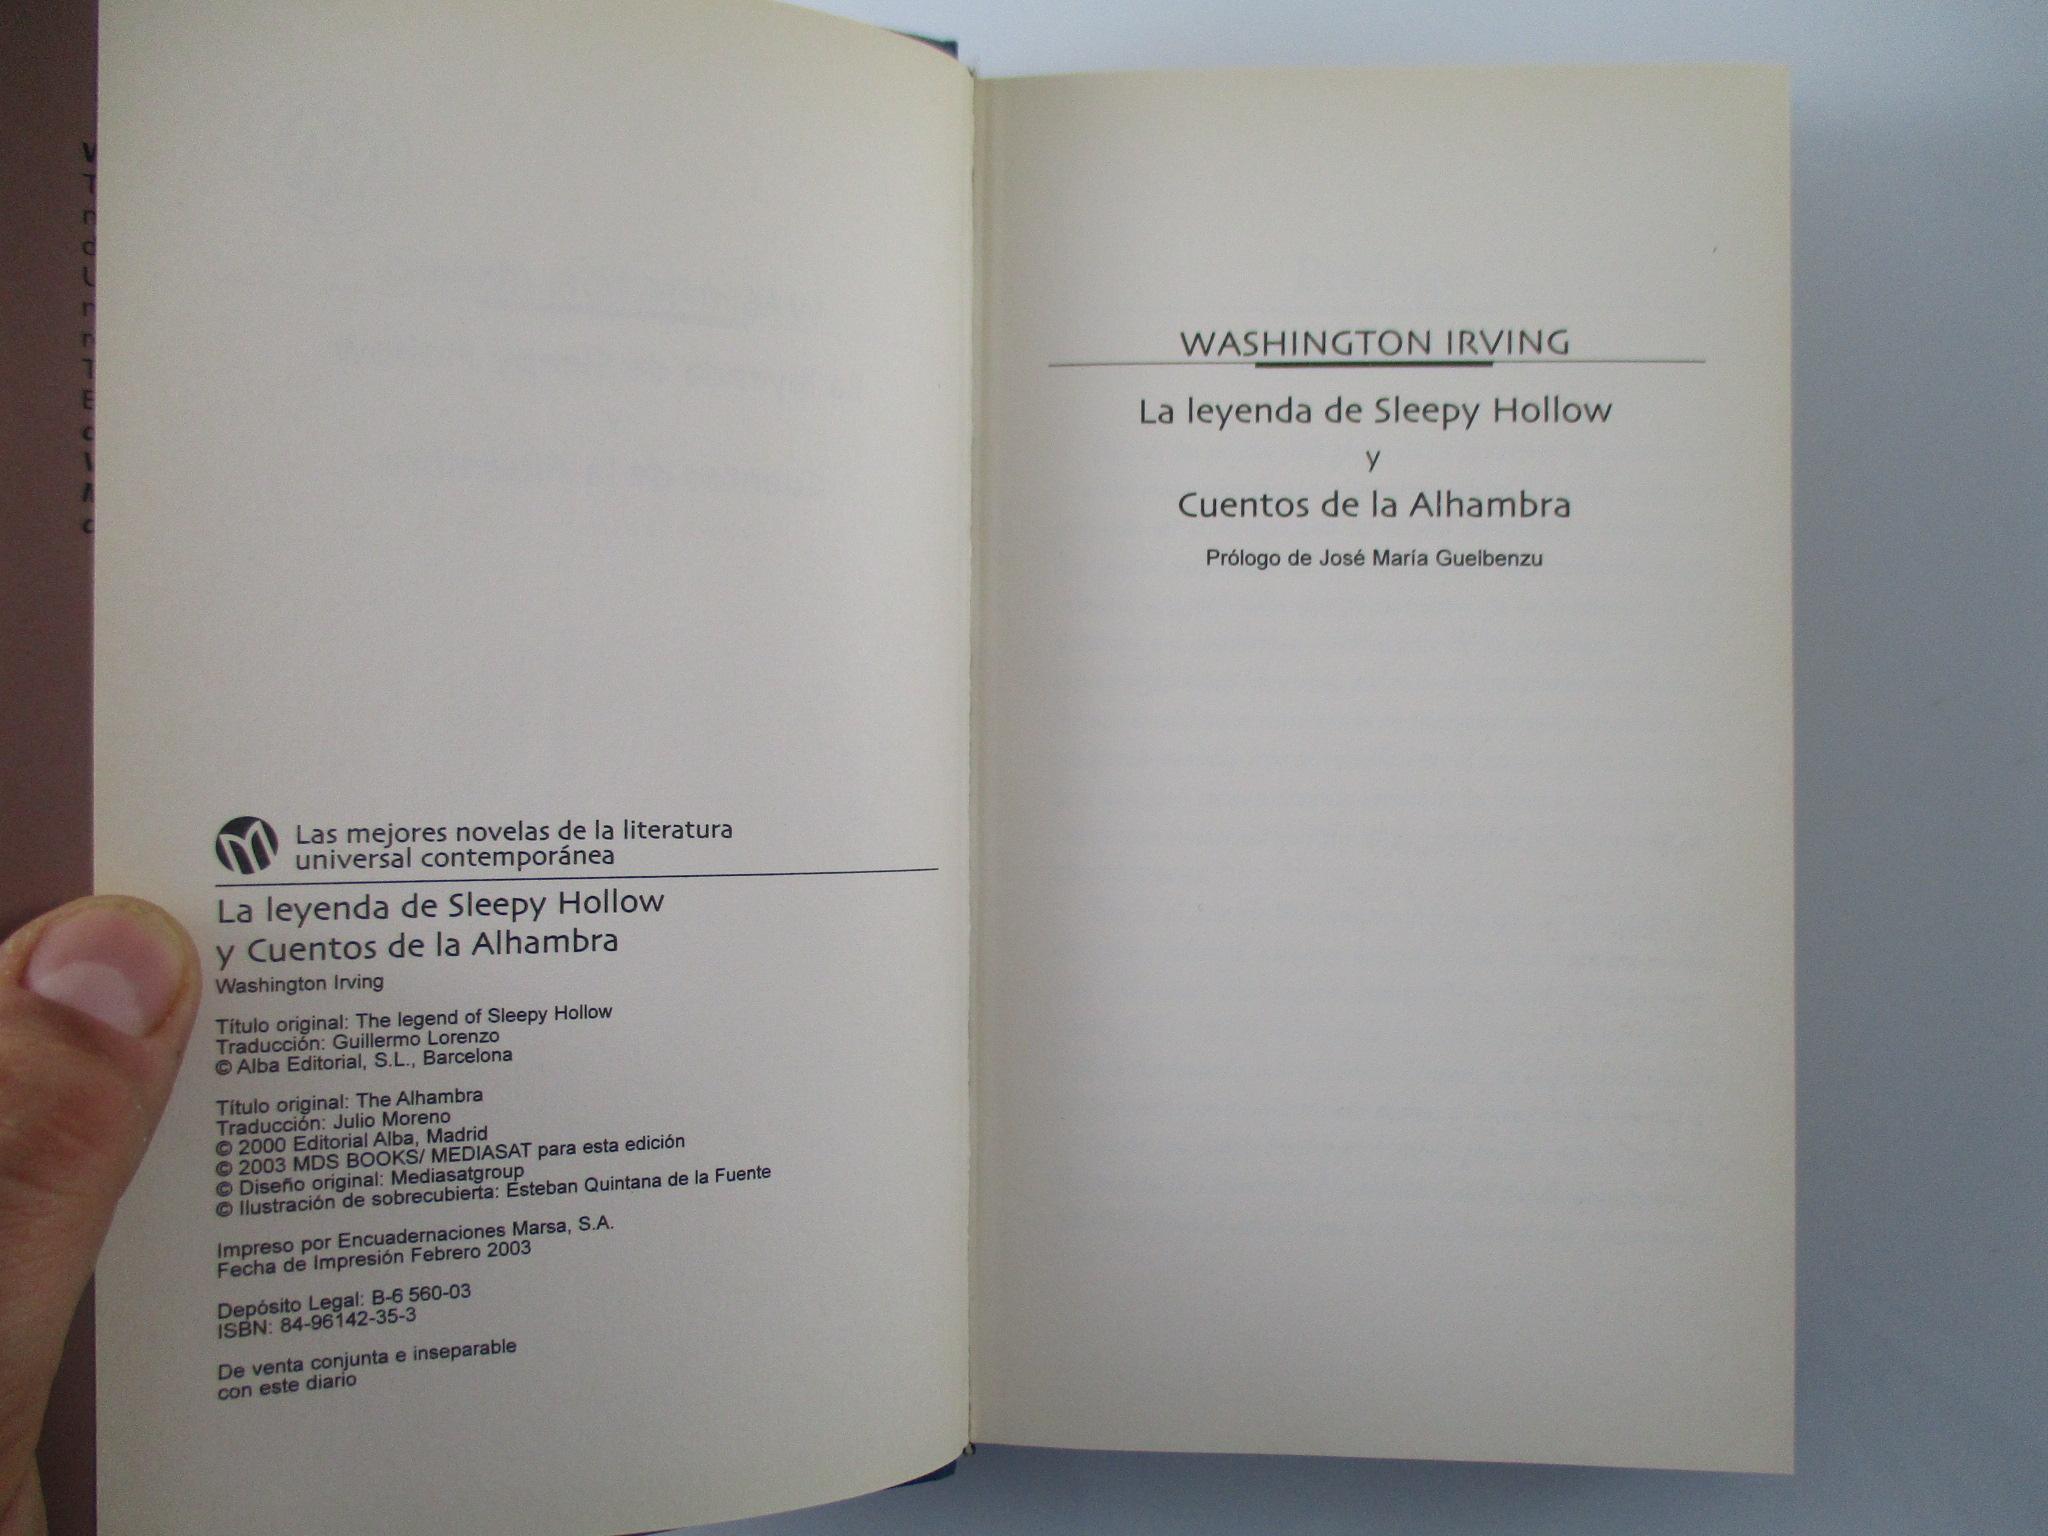 Las mejores novelas de la literatura
universal contemporánea
La leyenda de Sleepy Hollow
y Cuentos de la Alhambra
Washington Irving
Título original: The legend of Sleepy Hollow
Traducción: Guillermo Lorenzo
© Alba Editorial, S.L., Barcelona
Título original: The Alhambra
Traducción: Julio Moreno
© 2000 Editorial Alba, Madrid
© 2003 MDS BOOKS/ MEDIASAT para esta edición
© Diseño original: Mediasatgroup
© Ilustración de sobrecubierta: Esteban Quintana de la Fuente
Impreso por Encuadernaciones Marsa, S.A.
Fecha de Impresión Febrero 2003
Depósito Legal: B-6 560-03
ISBN: 84-96142-35-3
De venta conjunta e inseparable
con este diario
WASHINGTON IRVING
La leyenda de Sleepy Hollow
y
Cuentos de la Alhambra
Prólogo de José María Guelbenzu